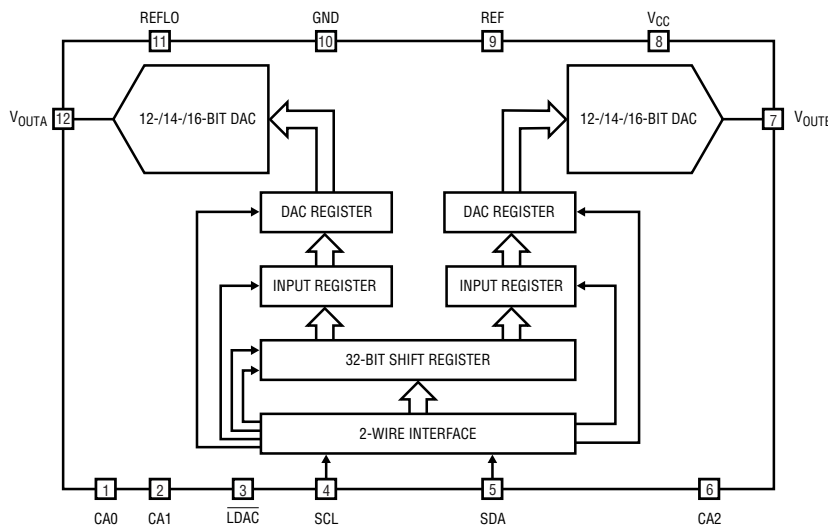 REFLO GND REF VCC
11 10 9 8
VOUTA 12 12-/14-/16-BIT DAC 12-/14-/16-BIT DAC 7 VOUTB
DAC REGISTER DAC REGISTER
INPUT REGISTER INPUT REGISTER
32-BIT SHIFT REGISTER
2-WIRE INTERFACE
1 2 3 4 5 6
CA0 CA1 LDAC SCL SDA CA2